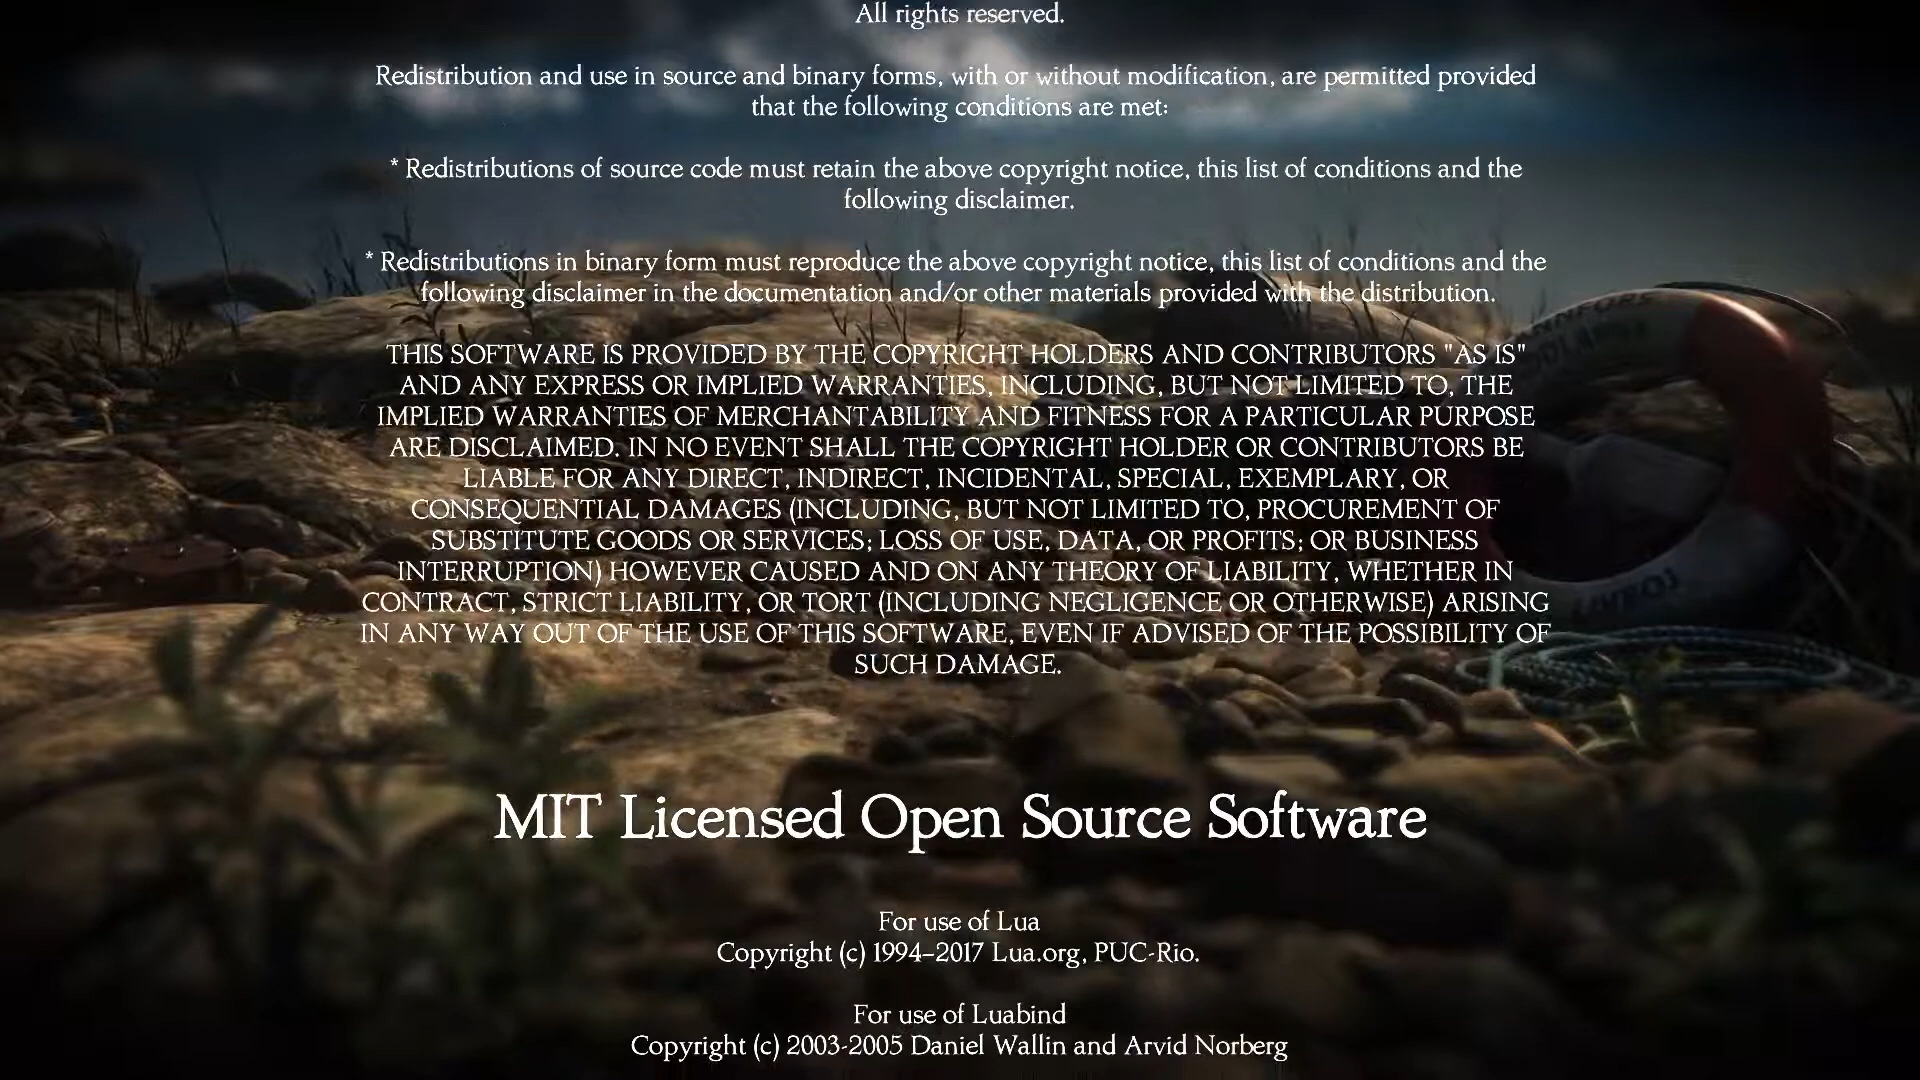 All rights reserved.
Redistribution and use in source and binary forms, with or without modification, are permitted provided
that the following conditions are met:
* Redistributions of source code must retain the above copyright notice, this list of conditions and the
following disclaimer.
* Redistributions in binary form must reproduce the above copyright notice, this list of conditions and the
following disclaimer in the documentation and/or other materials provided with the distribution.
THIS SOFTWARE IS PROVIDED BY THE COPYRIGHT HOLDERS AND CONTRIBUTORS "AS IS"
AND ANY EXPRESS OR IMPLIED WARRANTIES, INCLUDING, BUT NOT LIMITED TO, THE
IMPLIED WARRANTIES OF MERCHANTABILITY AND FITNESS FOR A PARTICULAR PURPOSE
ARE DISCLAIMED. IN NO EVENT SHALL THE COPYRIGHT HOLDER OR CONTRIBUTORS BE
LIABLE FOR ANY DIRECT, INDIRECT, INCIDENTAL, SPECIAL, EXEMPLARY, OR
CONSEQUENTIAL DAMAGES (INCLUDING, BUT NOT LIMITED TO, PROCUREMENT OF
SUBSTITUTE GOODS OR SERVICES; LOSS OF USE, DATA, OR PROFITS; OR BUSINESS
INTERRUPTION) HOWEVER CAUSED AND ON ANY THEORY OF LIABILITY, WHETHER IN
CONTRACT, STRICT LIABILITY, OR TORT (INCLUDING NEGLIGENCE OR OTHERWISE) ARISING
IN ANY WAY OUT OF THE USE OF THIS SOFTWARE, EVEN IF ADVISED OF THE POSSIBILITY OF
SUCH DAMAGE.
MIT Licensed Open Source Software
For use of Lua
Copyright (c) 1994–2017 Lua.org, PUC-Rio.
For use of Luabind
Copyright (c) 2003-2005 Daniel Wallin and Arvid Norberg